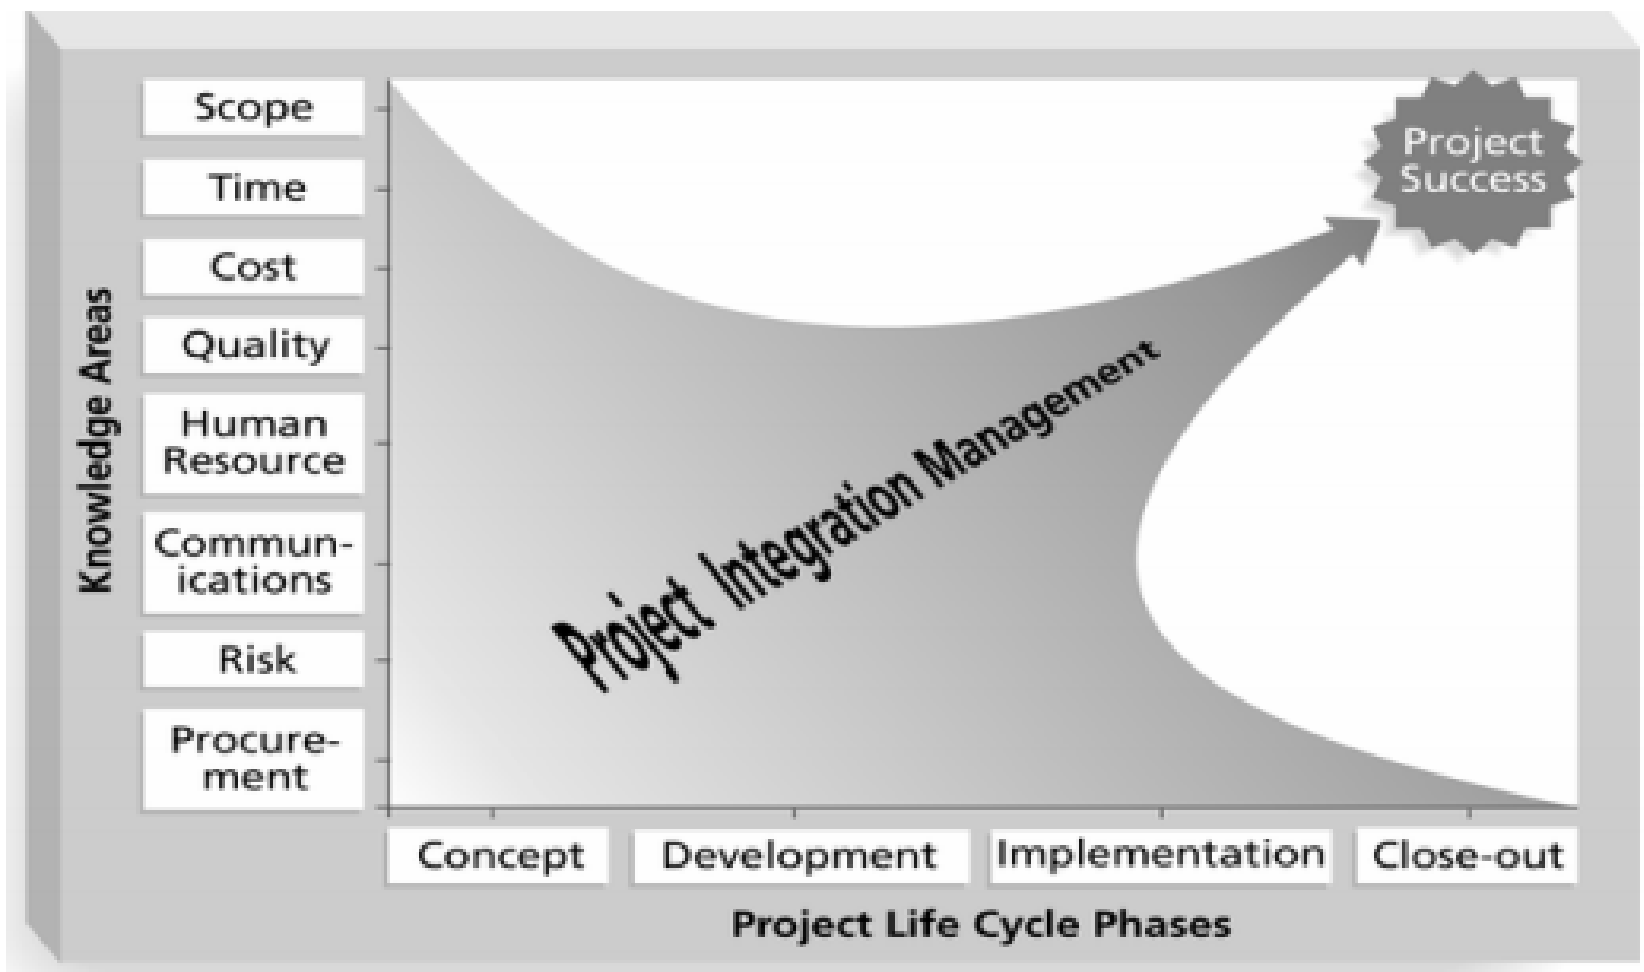 Scope
Time
Cost
Quality
Human
Resource
Commun-
ications
Risk
Procure-
ment
Knowledge Areas
Project
Success
Project Integration Management
Concept
Development
Implementation
Close-out
Project Life Cycle Phases